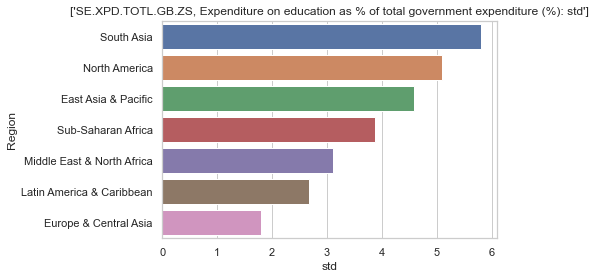 ['SE.XPD.TOTL.GB.ZS, Expenditure on education as % of total government expenditure (%): std']
South Asia
North America
East Asia & Pacific
Sub-Saharan Africa
Middle East & North Africa
Latin America & Caribbean
Europe & Central Asia
Region
0 1 2 3 4 5 6
std